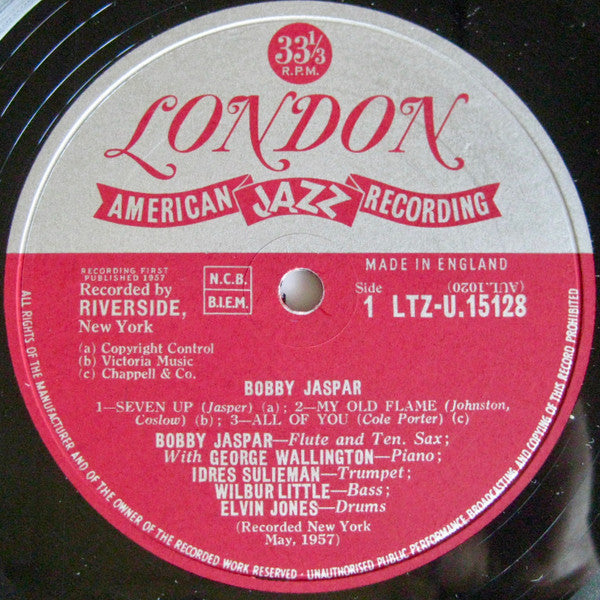 33⅓
R.P.M.
LONDON
AMERICAN JAZZ RECORDING
RECORDING FIRST
PUBLISHED 1957
Recorded by
RIVERSIDE,
New York
N.C.B.
B.I.E.M.
MADE IN ENGLAND
(AUL.1020)
Side
1 LTZ-U.15128
(a) Copyright Control
(b) Victoria Music
(c) Chappell & Co.
BOBBY JASPAR
1—SEVEN UP (Jasper) (a); 2—MY OLD FLAME (Johnston,
Coslow) (b); 3—ALL OF YOU (Cole Porter) (c)
BOBBY JASPAR—Flute and Ten. Sax;
With GEORGE WALLINGTON—Piano;
IDRES SULIEMAN—Trumpet;
WILBUR LITTLE—Bass;
ELVIN JONES—Drums
(Recorded New York
May, 1957)
ALL RIGHTS OF THE MANUFACTURER AND OF THE OWNER OF THE RECORDED WORK RESERVED - UNAUTHORISED PUBLIC PERFORMANCE BROADCASTING AND COPYING OF THIS RECORD PROHIBITED